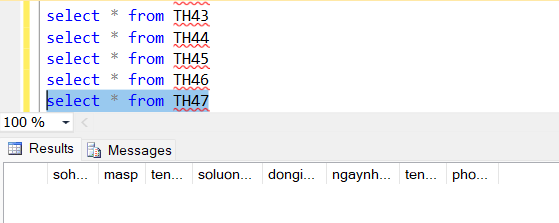 select * from TH43
select * from TH44
select * from TH45
select * from TH46
select * from TH47
100 %
Results Messages
soh... masp ten... soluon... dongi... ngaynh... ten... pho...